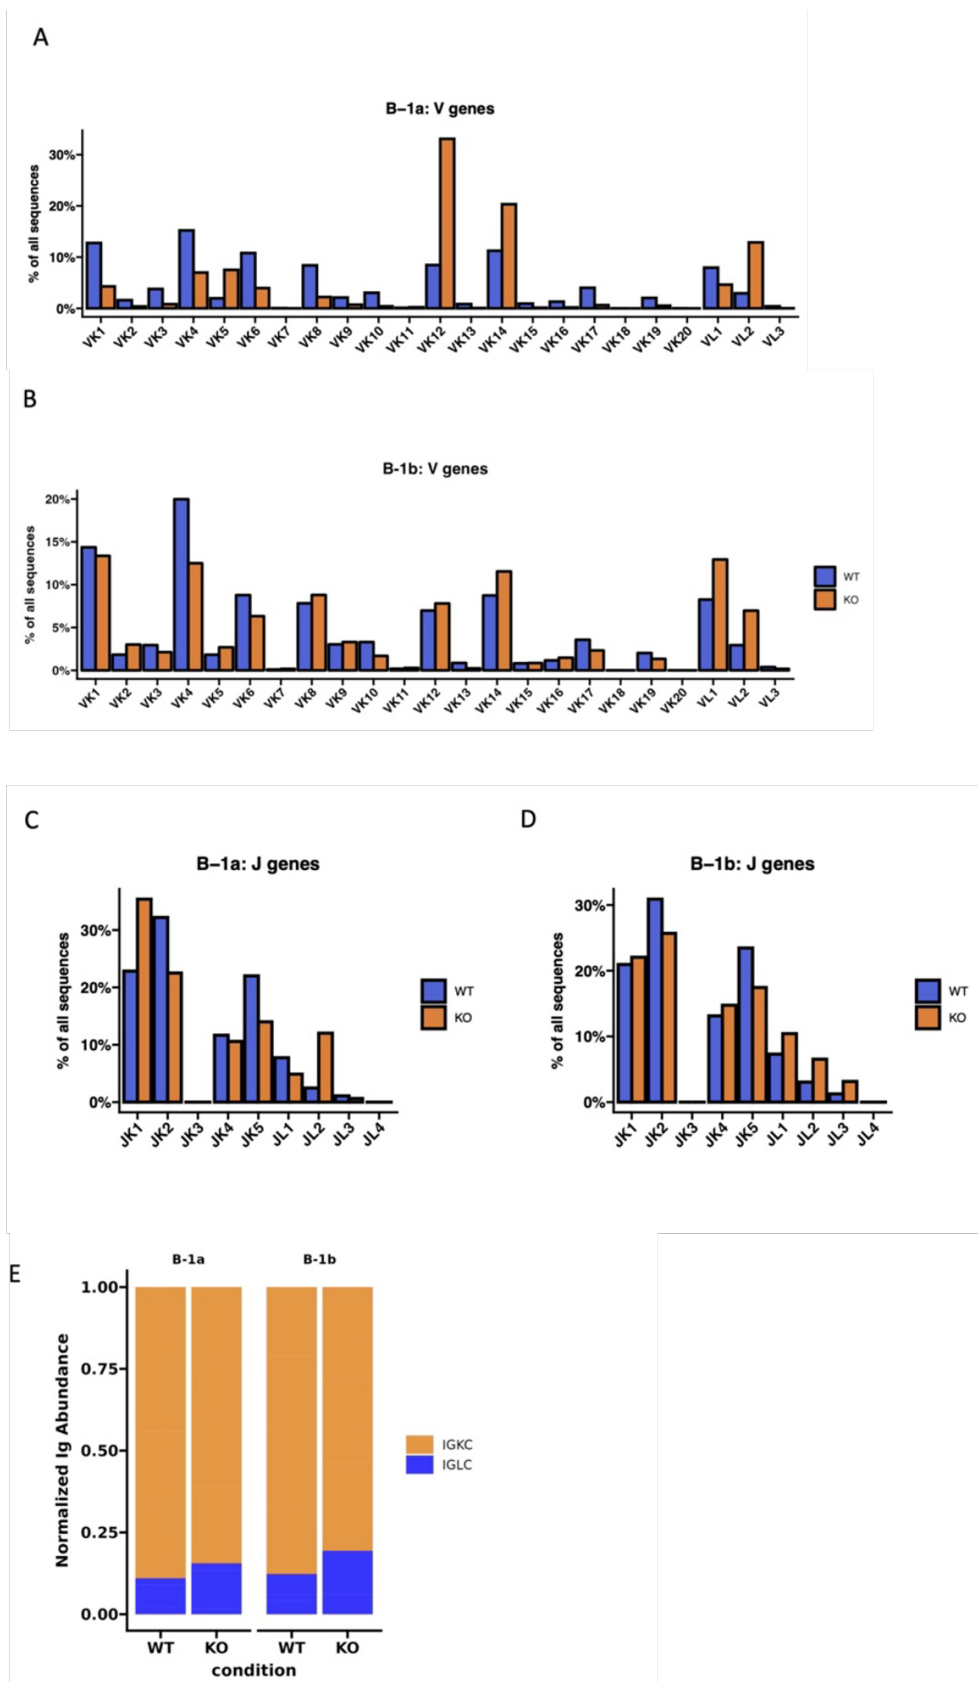 A
B–1a: V genes
% of all sequences
30%
20%
10%
0%
VK1 VK2 VK3 VK4 VK5 VK6 VK7 VK8 VK9 VK10 VK11 VK12 VK13 VK14 VK15 VK16 VK17 VK18 VK19 VK20 VL1 VL2 VL3
B
B-1b: V genes
% of all sequences
20%
15%
10%
5%
0%
VK1 VK2 VK3 VK4 VK5 VK6 VK7 VK8 VK9 VK10 VK11 VK12 VK13 VK14 VK15 VK16 VK17 VK18 VK19 VK20 VL1 VL2 VL3
WT
KO
C
B–1a: J genes
% of all sequences
30%
20%
10%
0%
JK1 JK2 JK3 JK4 JK5 JL1 JL2 JL3 JL4
WT
KO
D
B–1b: J genes
% of all sequences
30%
20%
10%
0%
JK1 JK2 JK3 JK4 JK5 JL1 JL2 JL3 JL4
WT
KO
E
B-1a B-1b
Normalized Ig Abundance
1.00
0.75
0.50
0.25
0.00
WT KO WT KO
condition
IGKC
IGLC